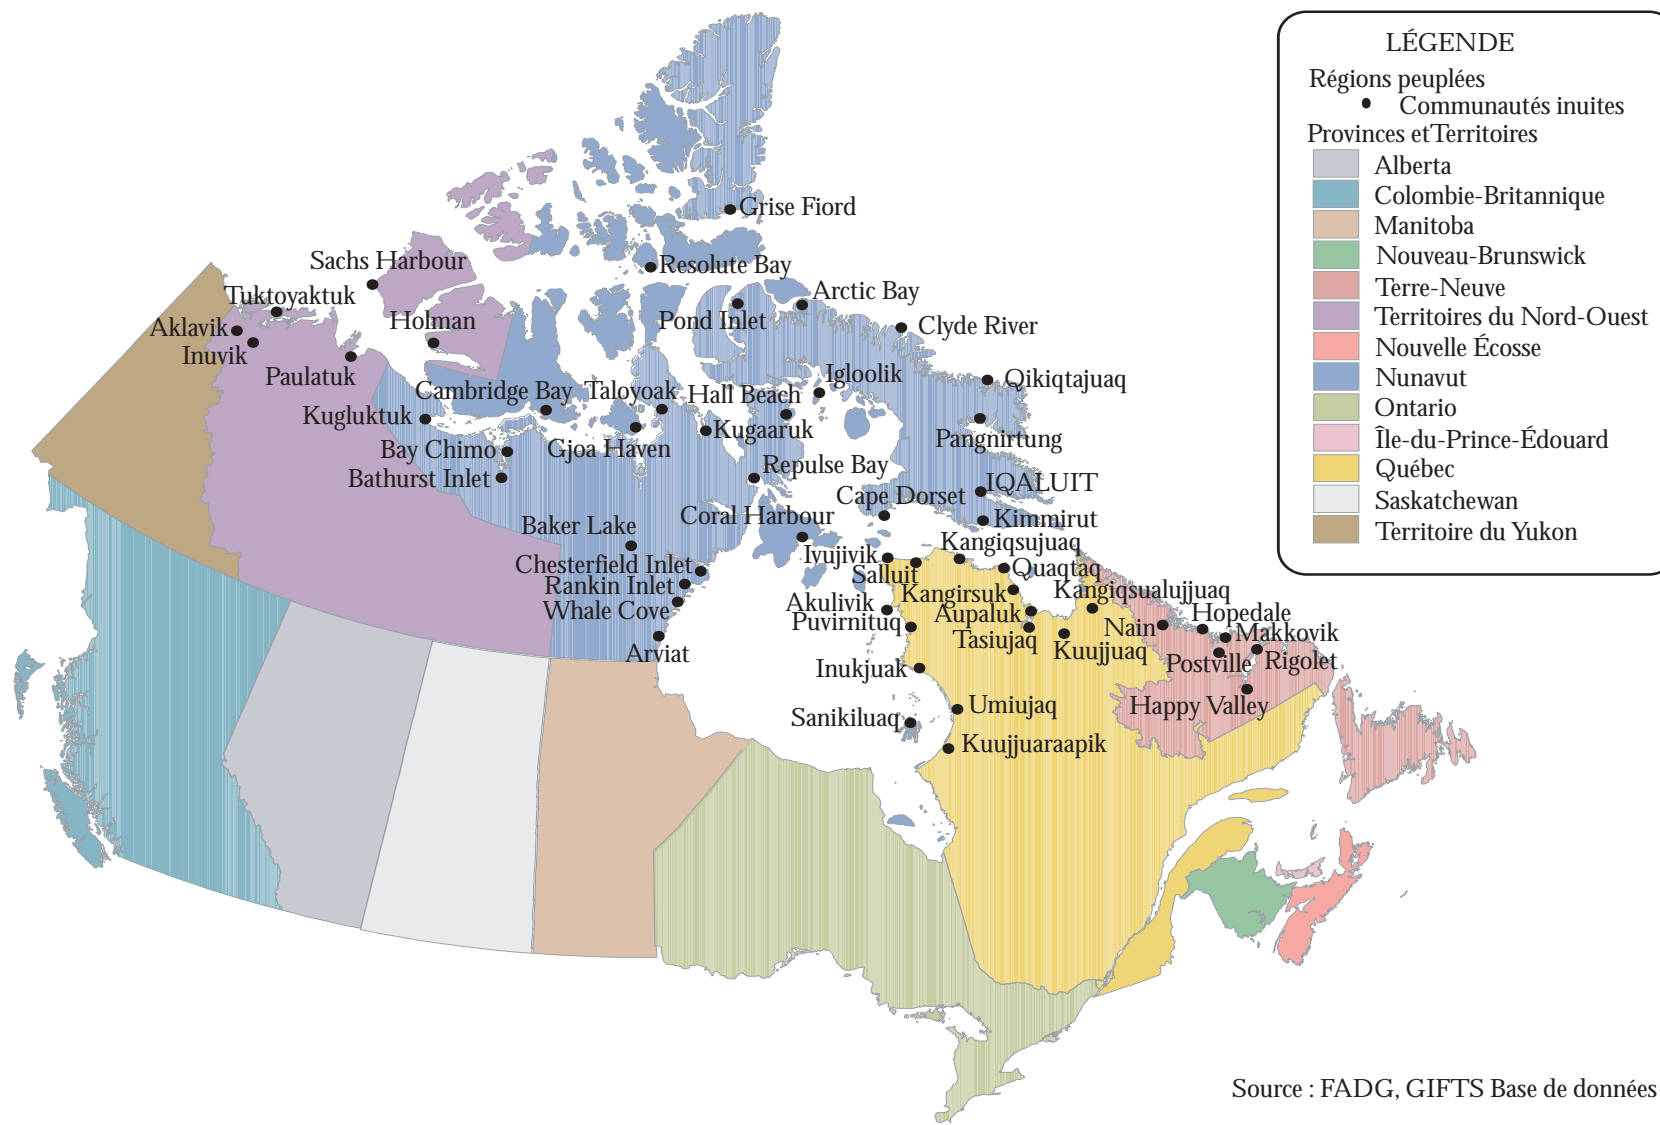 LÉGENDE
Régions peuplées
Communautés inuites
Provinces et Territoires
Alberta
Colombie-Britannique
Manitoba
Nouveau-Brunswick
Terre-Neuve
Territoires du Nord-Ouest
Nouvelle Écosse
Nunavut
Ontario
Île-du-Prince-Édouard
Québec
Saskatchewan
Territoire du Yukon
Grise Fiord
Sachs Harbour
Resolute Bay
Tuktoyaktuk
Arctic Bay
Aklavik
Holman
Pond Inlet
Clyde River
Inuvik
Paulatuk
Igloolik
Qikiqtajuaq
Cambridge Bay
Taloyoak
Hall Beach
Kugluktuk
Kugaaruk
Pangnirtung
Bay Chimo
Gjoa Haven
Bathurst Inlet
Repulse Bay
IQALUIT
Cape Dorset
Baker Lake
Coral Harbour
Kimmirut
Kangiqsujuaq
Iyujivik
Chesterfield Inlet
Salluit
Quaqtaq
Rankin Inlet
Kangirsuk
Kangiqsualujjuaq
Whale Cove
Akulivik
Aupaluk
Hopedale
Puvirnituq
Nain
Makkovik
Arviat
Tasiujaq
Kuujjuaq
Postville
Rigolet
Inukjuak
Umiujaq
Happy Valley
Sanikiluaq
Kuujjuaraapik
Source : FADG, GIFTS Base de données